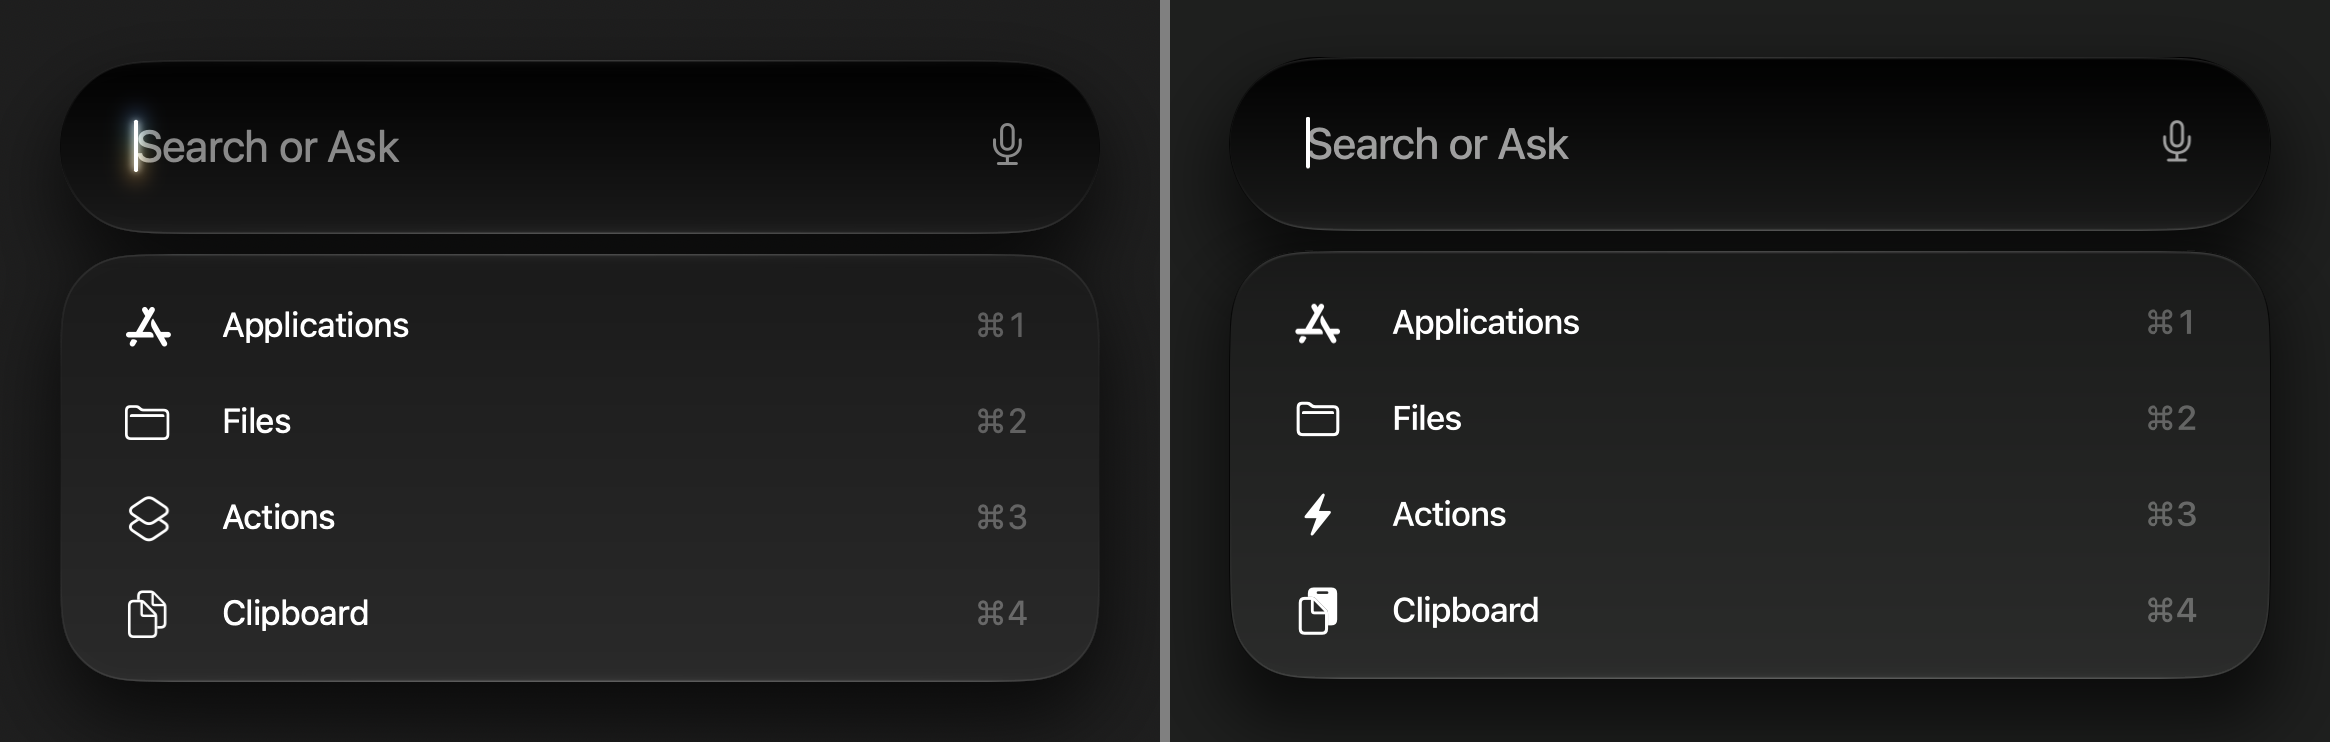 Search or Ask
Applications ⌘1
Files ⌘2
Actions ⌘3
Clipboard ⌘4
Search or Ask
Applications ⌘1
Files ⌘2
Actions ⌘3
Clipboard ⌘4